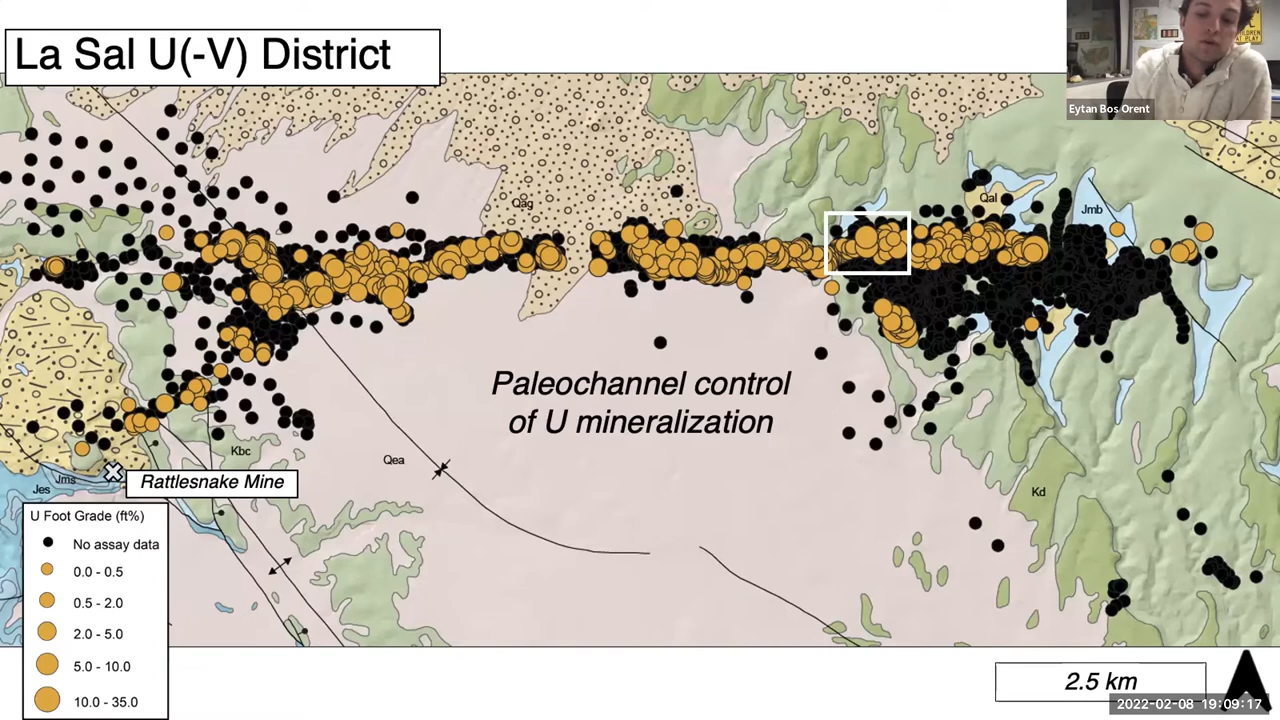 La Sal U(-V) District
Eytan Bos Orent
Qag
Qal
Jmb
Paleochannel control
of U mineralization
Kbc
Qea
Jms
Jes
Rattlesnake Mine
Kd
U Foot Grade (ft%)
No assay data
0.0 - 0.5
0.5 - 2.0
2.0 - 5.0
5.0 - 10.0
10.0 - 35.0
2.5 km
2022-02-08 19:09:17